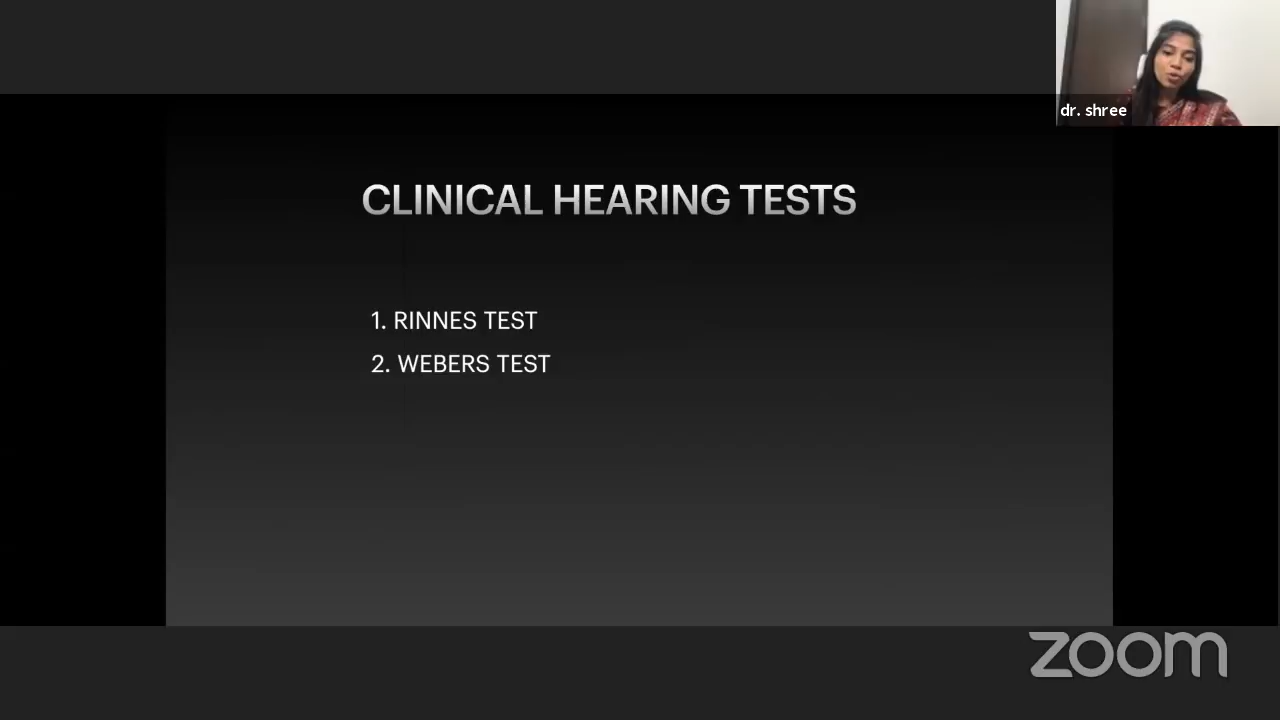 dr. shree
CLINICAL HEARING TESTS
1. RINNES TEST
2. WEBERS TEST
zoom